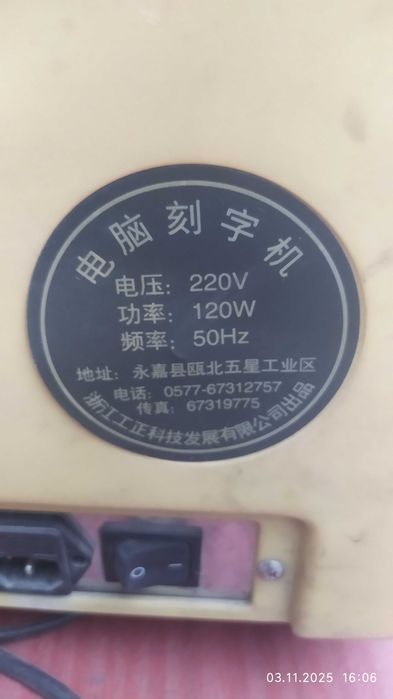 电脑刻字机
电压：220V
功率：120W
频率：50Hz
地址：永嘉县瓯北五星工业区
电话：0577-67312757
传真：67319775
浙江工正科技发展有限公司出品
03.11.2025 16:06